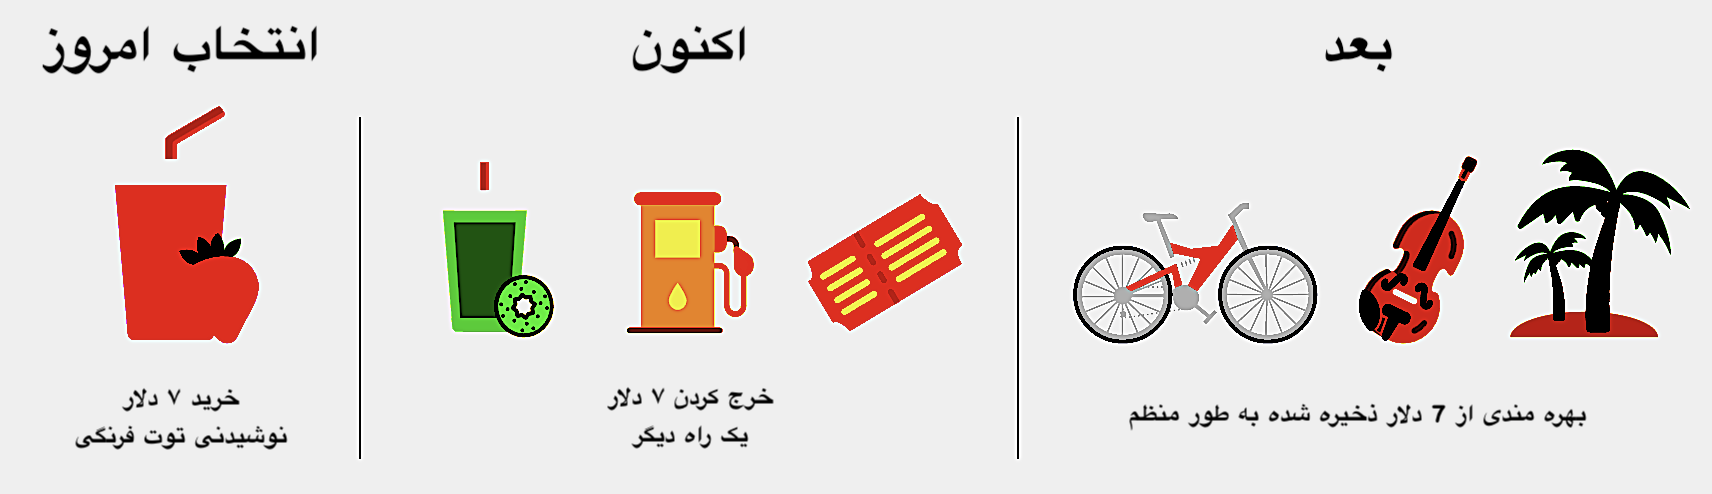 انتخاب امروز
خرید ۷ دلار
نوشیدنی توت فرنگی
اکنون
خرج کردن ۷ دلار
یک راه دیگر
بعد
بهره مندی از 7 دلار ذخیره شده به طور منظم